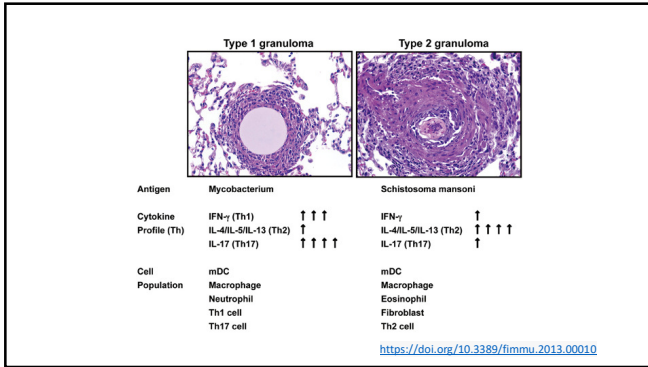 Type 1 granuloma Type 2 granuloma
Antigen Mycobacterium Schistosoma mansoni
Cytokine IFN-γ (Th1) ↑ ↑ ↑ IFN-γ ↑
Profile (Th) IL-4/IL-5/IL-13 (Th2) ↑ IL-4/IL-5/IL-13 (Th2) ↑ ↑ ↑ ↑
IL-17 (Th17) ↑ ↑ ↑ ↑ IL-17 (Th17) ↑
Cell mDC mDC
Population Macrophage Macrophage
Neutrophil Eosinophil
Th1 cell Fibroblast
Th17 cell Th2 cell
https://doi.org/10.3389/fimmu.2013.00010